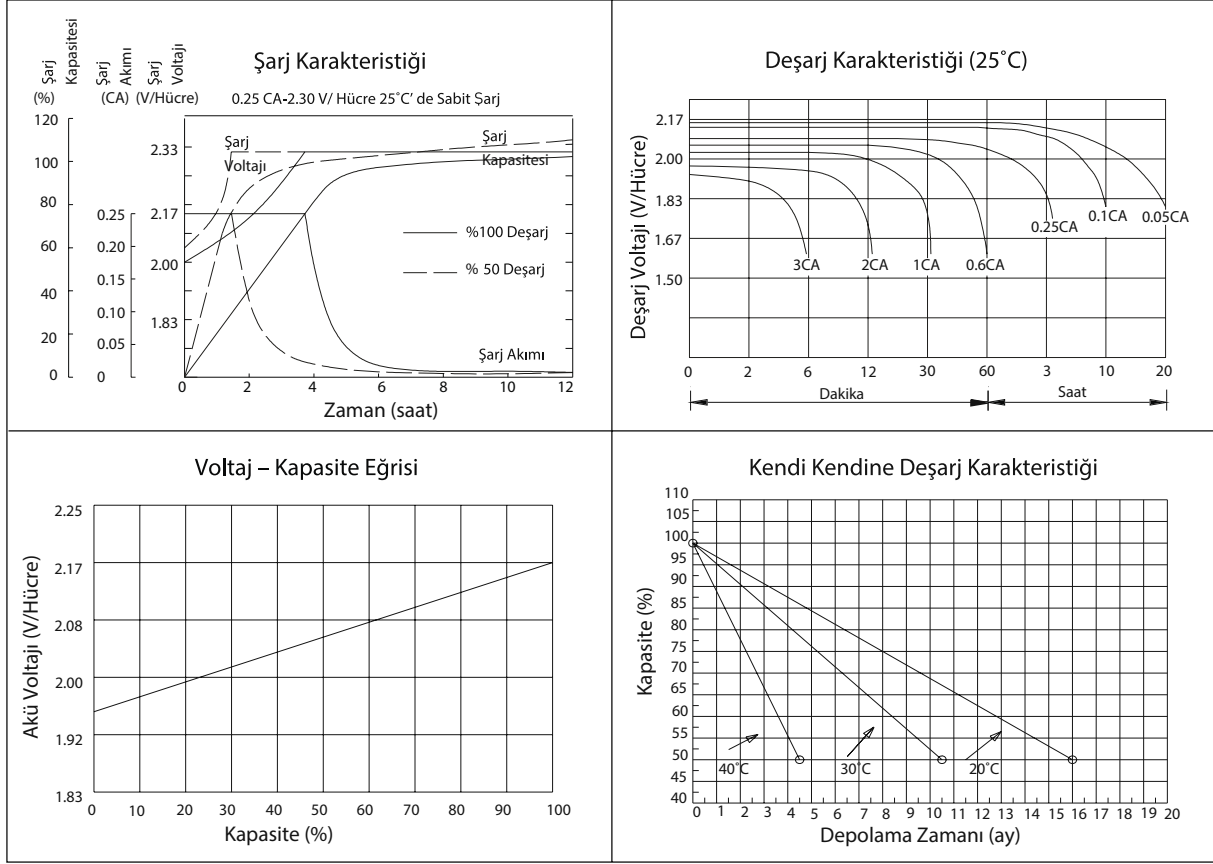 Şarj Karakteristiği
0.25 CA-2.30 V/ Hücre 25˚C' de Sabit Şarj
Şarj Kapasitesi
(%)
Şarj Akımı
(CA)
Şarj Voltajı
(V/Hücre)
120
100
80
60
40
20
0
0.25
0.20
0.15
0.10
0.05
0
2.33
2.17
2.00
1.83
Şarj
Voltajı
Şarj
Kapasitesi
%100 Deşarj
% 50 Deşarj
Şarj Akımı
0 2 4 6 8 10 12
Zaman (saat)
Deşarj Karakteristiği (25˚C)
Deşarj Voltajı (V/Hücre)
2.17
2.00
1.83
1.67
1.50
3CA 2CA 1CA 0.6CA 0.25CA 0.1CA 0.05CA
0 2 6 12 30 60 3 10 20
Dakika Saat
Voltaj – Kapasite Eğrisi
Akü Voltajı (V/Hücre)
2.25
2.17
2.08
2.00
1.92
1.83
0 10 20 30 40 50 60 70 80 90 100
Kapasite (%)
Kendi Kendine Deşarj Karakteristiği
Kapasite (%)
110
105
100
95
90
85
80
75
70
65
60
55
50
45
40
40˚C 30˚C 20˚C
0 1 2 3 4 5 6 7 8 9 10 11 12 13 14 15 16 17 18 19 20
Depolama Zamanı (ay)